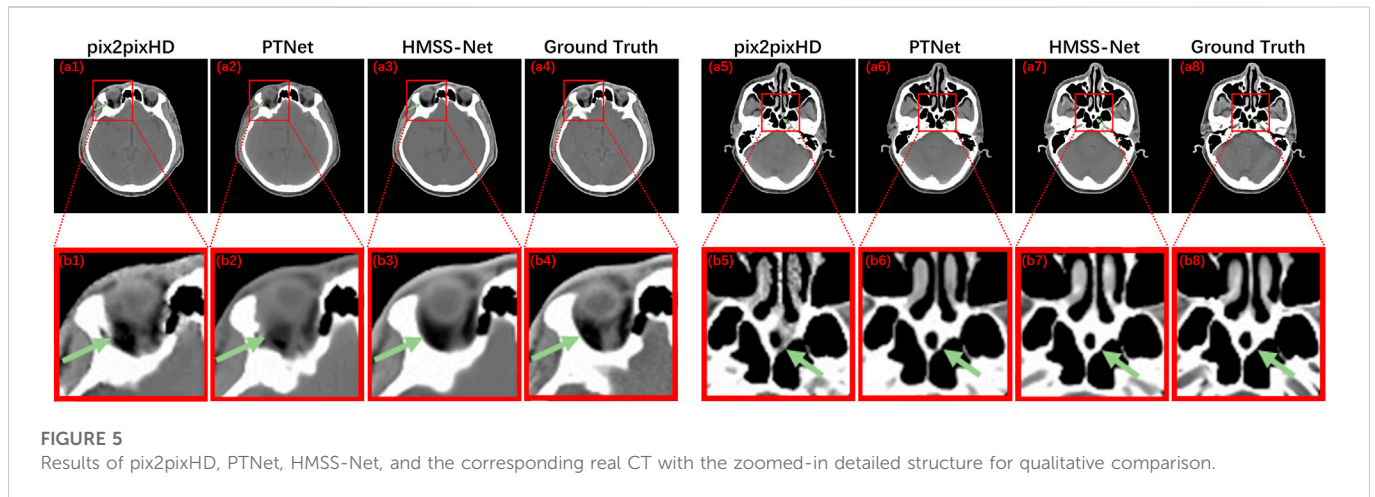 pix2pixHD PTNet HMSS-Net Ground Truth pix2pixHD PTNet HMSS-Net Ground Truth
(a1) (a2) (a3) (a4) (a5) (a6) (a7) (a8)
(b1) (b2) (b3) (b4) (b5) (b6) (b7) (b8)
FIGURE 5
Results of pix2pixHD, PTNet, HMSS-Net, and the corresponding real CT with the zoomed-in detailed structure for qualitative comparison.